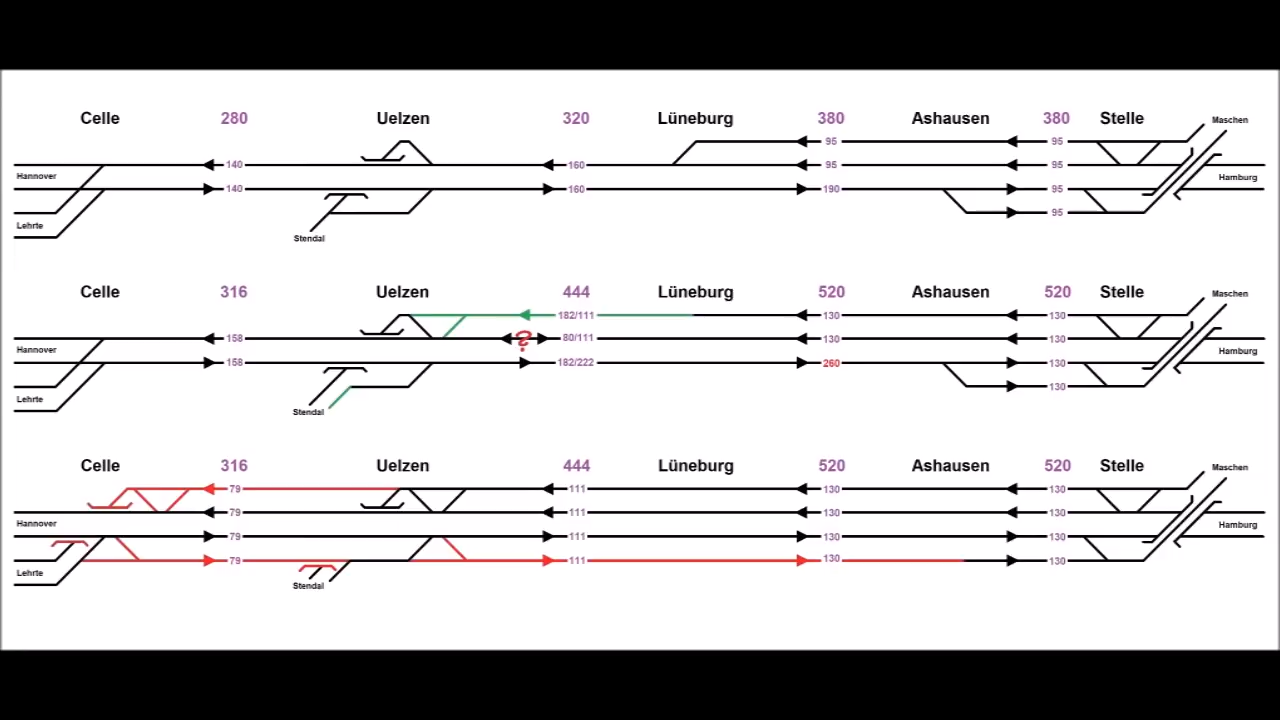 Celle 280 Uelzen 320 Lüneburg 380 Ashausen 380 Stelle Maschen
95 95
140 160 95 95
Hannover Hamburg
140 160 190 95
95
Lehrte
Stendal
Celle 316 Uelzen 444 Lüneburg 520 Ashausen 520 Stelle Maschen
182/111 130 130
158 ? 80/111 130 130
Hannover Hamburg
158 182/222 260 130
130
Lehrte
Stendal
Celle 316 Uelzen 444 Lüneburg 520 Ashausen 520 Stelle Maschen
79 111 130 130
79 111 130 130
Hannover Hamburg
79 111 130 130
79 111 130 130
Lehrte
Stendal